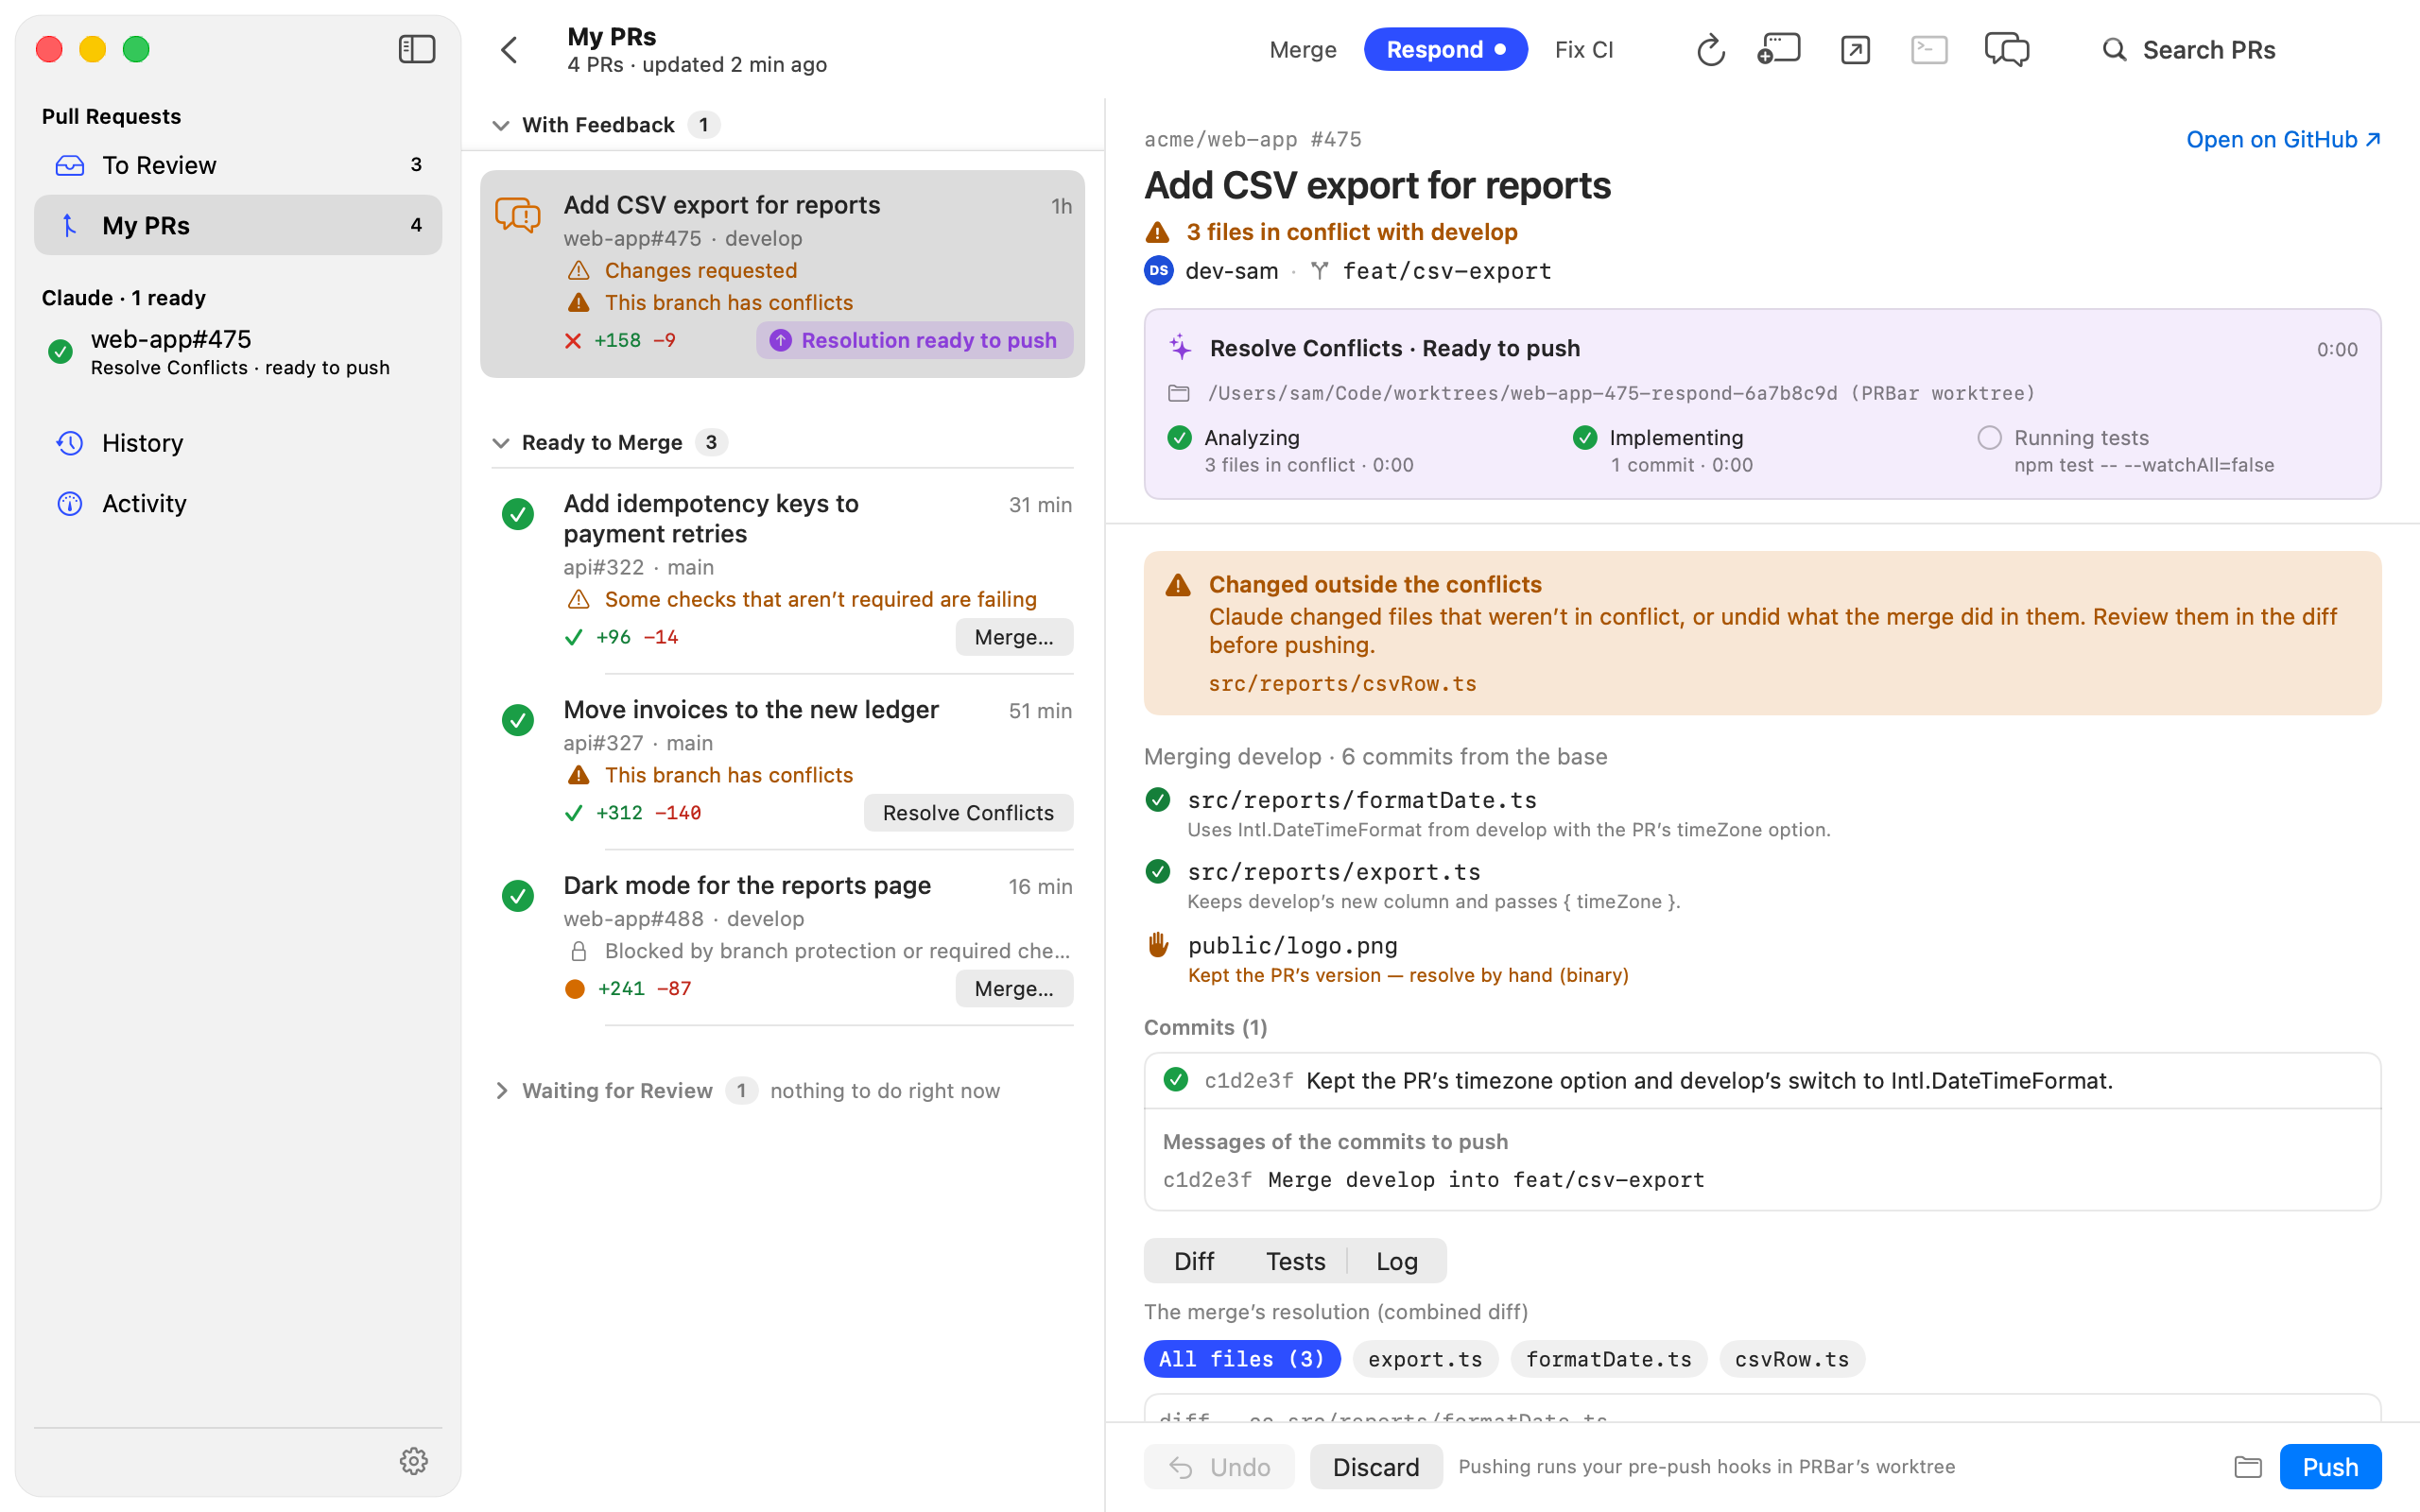 Pull Requests
To Review 3
My PRs 4
Claude · 1 ready
web-app#475
Resolve Conflicts · ready to push
History
Activity
My PRs
4 PRs · updated 2 min ago
Merge
Respond
Fix CI
Search PRs
With Feedback 1
Add CSV export for reports 1h
web-app#475 · develop
Changes requested
This branch has conflicts
+158 −9
Resolution ready to push
Ready to Merge 3
Add idempotency keys to
payment retries
31 min
api#322 · main
Some checks that aren’t required are failing
+96 −14
Merge...
Move invoices to the new ledger 51 min
api#327 · main
This branch has conflicts
+312 −140
Resolve Conflicts
Dark mode for the reports page 16 min
web-app#488 · develop
Blocked by branch protection or required che...
+241 −87
Merge...
Waiting for Review 1 nothing to do right now
acme/web-app #475
Open on GitHub
Add CSV export for reports
3 files in conflict with develop
DS dev-sam · feat/csv-export
Resolve Conflicts · Ready to push 0:00
/Users/sam/Code/worktrees/web-app-475-respond-6a7b8c9d (PRBar worktree)
Analyzing
3 files in conflict · 0:00
Implementing
1 commit · 0:00
Running tests
npm test -- --watchAll=false
Changed outside the conflicts
Claude changed files that weren’t in conflict, or undid what the merge did in them. Review them in the diff
before pushing.
src/reports/csvRow.ts
Merging develop · 6 commits from the base
src/reports/formatDate.ts
Uses Intl.DateTimeFormat from develop with the PR’s timeZone option.
src/reports/export.ts
Keeps develop’s new column and passes { timeZone }.
public/logo.png
Kept the PR’s version — resolve by hand (binary)
Commits (1)
c1d2e3f Kept the PR’s timezone option and develop’s switch to Intl.DateTimeFormat.
Messages of the commits to push
c1d2e3f Merge develop into feat/csv-export
Diff Tests Log
The merge’s resolution (combined diff)
All files (3) export.ts formatDate.ts csvRow.ts
src/reports/formatDate.ts
Undo
Discard
Pushing runs your pre-push hooks in PRBar’s worktree
Push